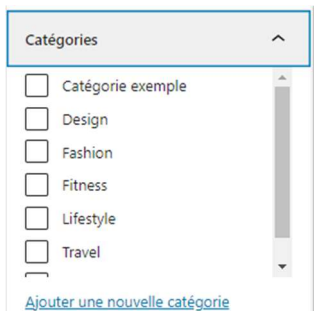 Catégories
Catégorie exemple
Design
Fashion
Fitness
Lifestyle
Travel
Ajouter une nouvelle catégorie